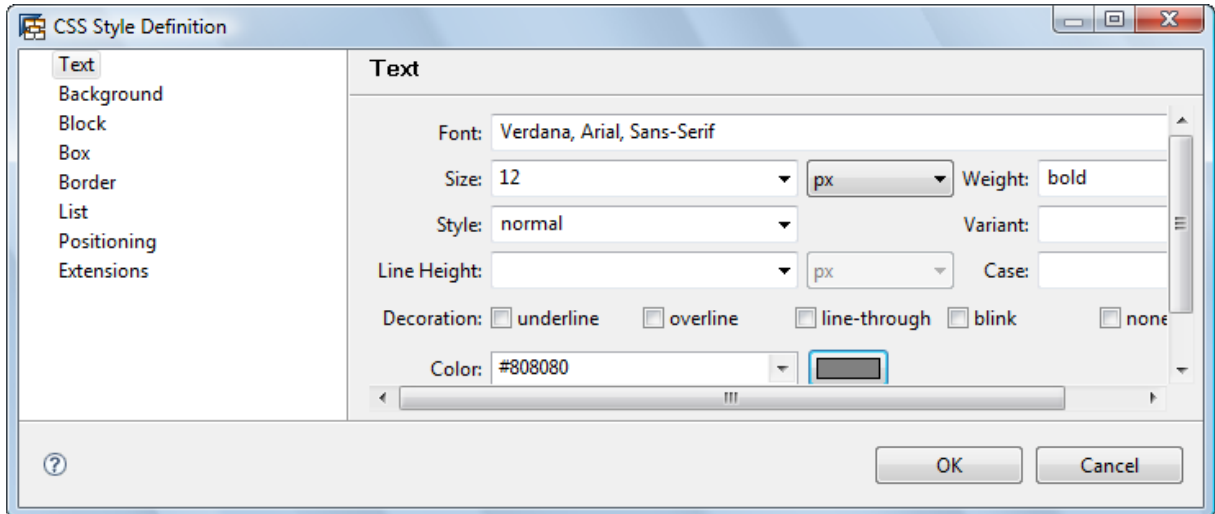 CSS Style Definition
Text
Background
Block
Box
Border
List
Positioning
Extensions
Text
Font: Verdana, Arial, Sans-Serif
Size: 12 px Weight: bold
Style: normal Variant:
Line Height: px Case:
Decoration: underline overline line-through blink none
Color: #808080
OK Cancel